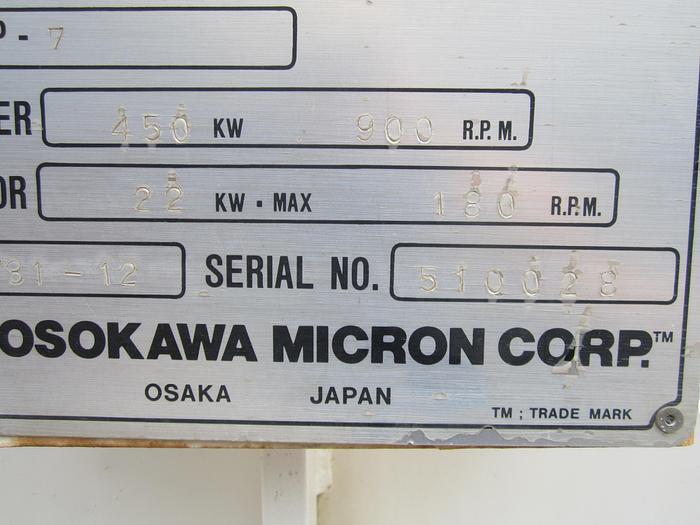 P - 7
ER 450 KW 900 R.P.M.
OR 22 KW · MAX 180 R.P.M.
31-12 SERIAL NO. 510028
OSOKAWA MICRON CORP.™
OSAKA JAPAN
TM ; TRADE MARK